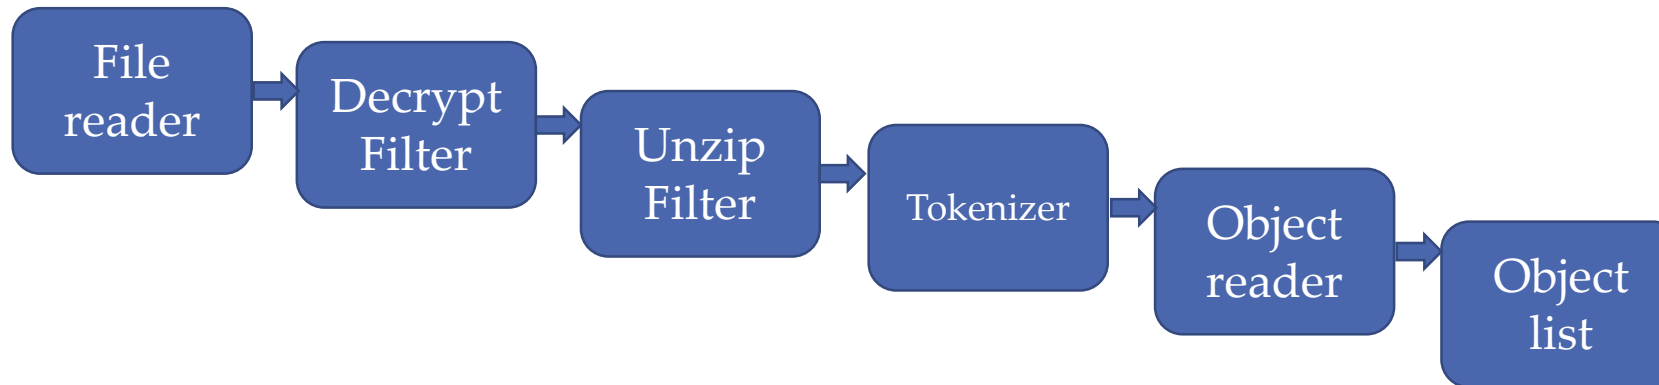 File
reader
Decrypt
Filter
Unzip
Filter
Tokenizer
Object
reader
Object
list